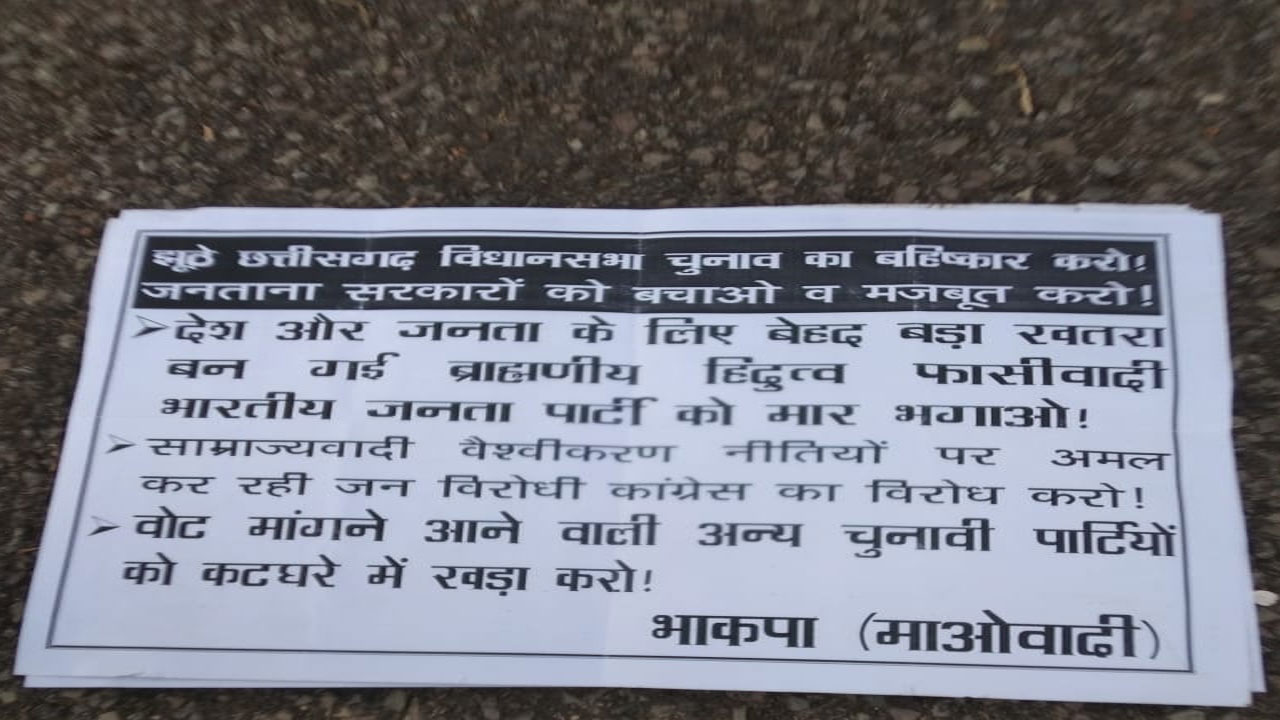 झूठे छत्तीसगढ़ विधानसभा चुनाव का बहिष्कार करो!
जनताना सरकारों को बचाओ व मजबूत करो!
➢देश और जनता के लिए बेहद बड़ा खतरा
बन गई ब्राह्मणीय हिंदुत्व फासीवादी
भारतीय जनता पार्टी को मार भगाओ!
➢ साम्राज्यवादी वैश्वीकरण नीतियों पर अमल
कर रही जन विरोधी कांग्रेस का विरोध करो!
➢ वोट मांगने आने वाली अन्य चुनावी पार्टियों
को कटघरे में खड़ा करो!
भाकपा (माओवादी)